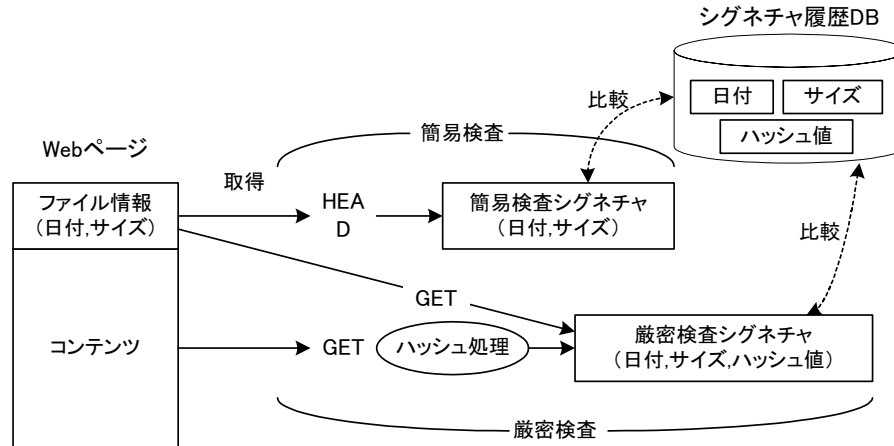 シグネチャ履歴DB
日付
サイズ
ハッシュ値
比較
簡易検査
Webページ
取得
ファイル情報
(日付,サイズ)
HEA
D
簡易検査シグネチャ
(日付,サイズ)
比較
GET
コンテンツ
GET
ハッシュ処理
厳密検査シグネチャ
(日付,サイズ,ハッシュ値)
厳密検査